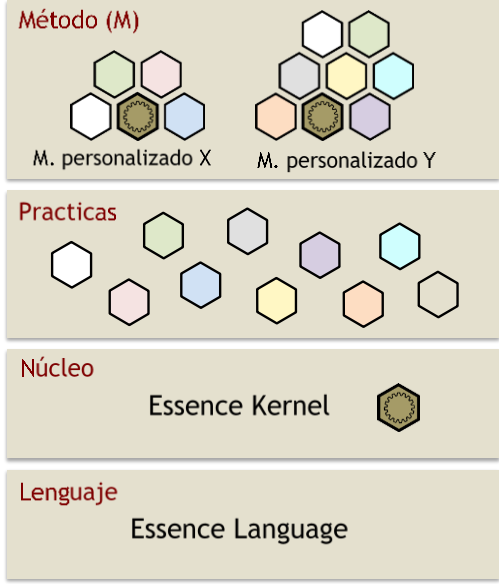 Método (M)
M. personalizado X
M. personalizado Y
Practicas
Núcleo
Essence Kernel
Lenguaje
Essence Language